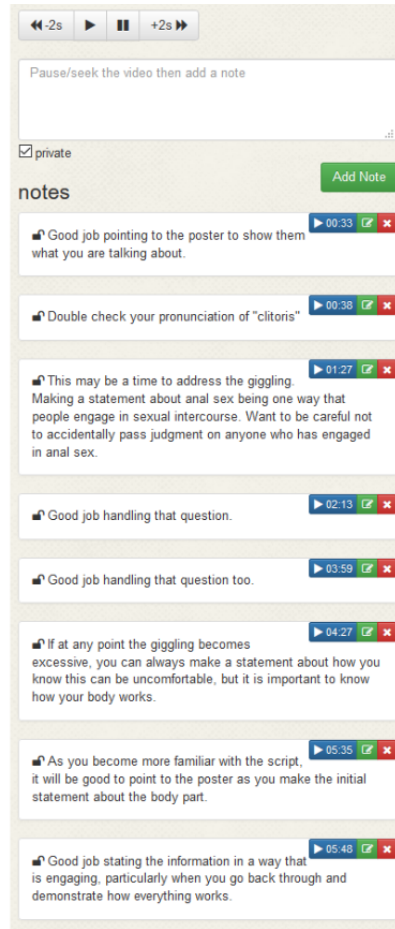 -2s +2s
Pause/seek the video then add a note
private
Add Note
notes
00:33
Good job pointing to the poster to show them
what you are talking about.
00:38
Double check your pronunciation of "clitoris"
01:27
This may be a time to address the giggling.
Making a statement about anal sex being one way that
people engage in sexual intercourse. Want to be careful not
to accidentally pass judgment on anyone who has engaged
in anal sex.
02:13
Good job handling that question.
03:59
Good job handling that question too.
04:27
If at any point the giggling becomes
excessive, you can always make a statement about how you
know this can be uncomfortable, but it is important to know
how your body works.
05:35
As you become more familiar with the script,
it will be good to point to the poster as you make the initial
statement about the body part.
05:48
Good job stating the information in a way that
is engaging, particularly when you go back through and
demonstrate how everything works.